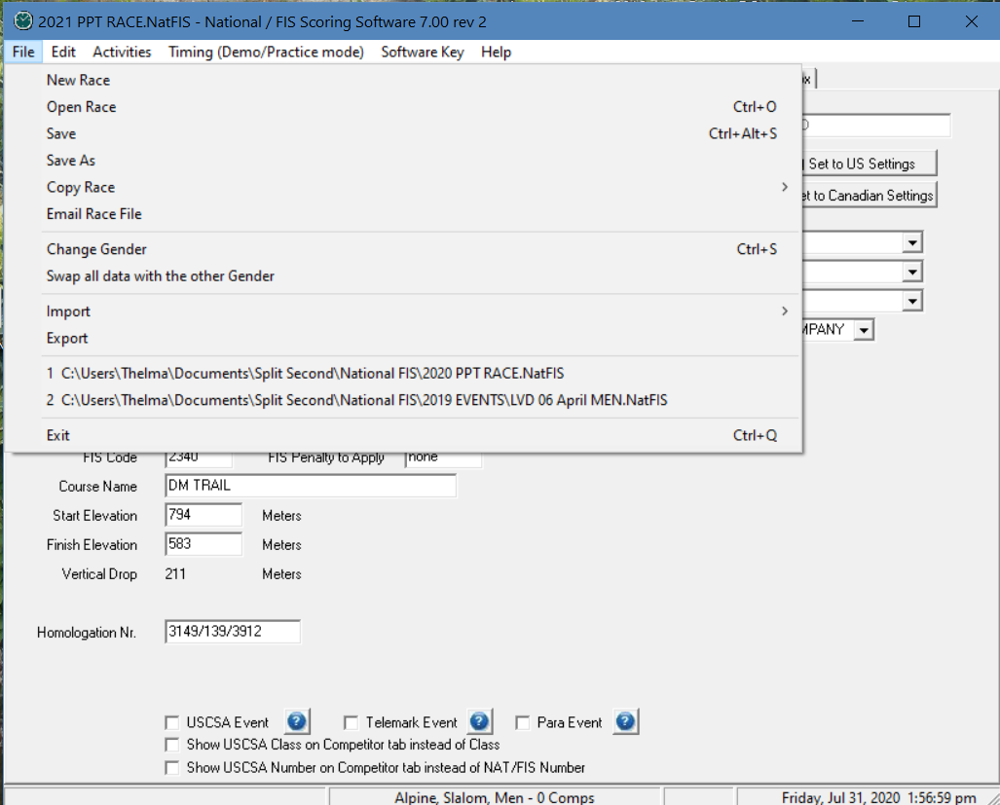 2021 PPT RACE.NatFIS - National / FIS Scoring Software 7.00 rev 2
File Edit Activities Timing (Demo/Practice mode) Software Key Help
New Race
Open Race Ctrl+O
Save Ctrl+Alt+S
Save As
Set to US Settings
Copy Race
to Canadian Settings
Email Race File
Change Gender Ctrl+S
Swap all data with the other Gender
Import
Export
1 C:\Users\Thelma\Documents\Split Second\National FIS\2020 PPT RACE.NatFIS
2 C:\Users\Thelma\Documents\Split Second\National FIS\2019 EVENTS\LVD 06 April MEN.NatFIS
Exit Ctrl+Q
FIS Code 2340 FIS Penalty to Apply none
Course Name DM TRAIL
Start Elevation 794 Meters
Finish Elevation 583 Meters
Vertical Drop 211 Meters
Homologation Nr. 3149/139/3912
USCSA Event ? Telemark Event ? Para Event ?
Show USCSA Class on Competitor tab instead of Class
Show USCSA Number on Competitor tab instead of NAT/FIS Number
Alpine, Slalom, Men - 0 Comps Friday, Jul 31, 2020 1:56:59 pm